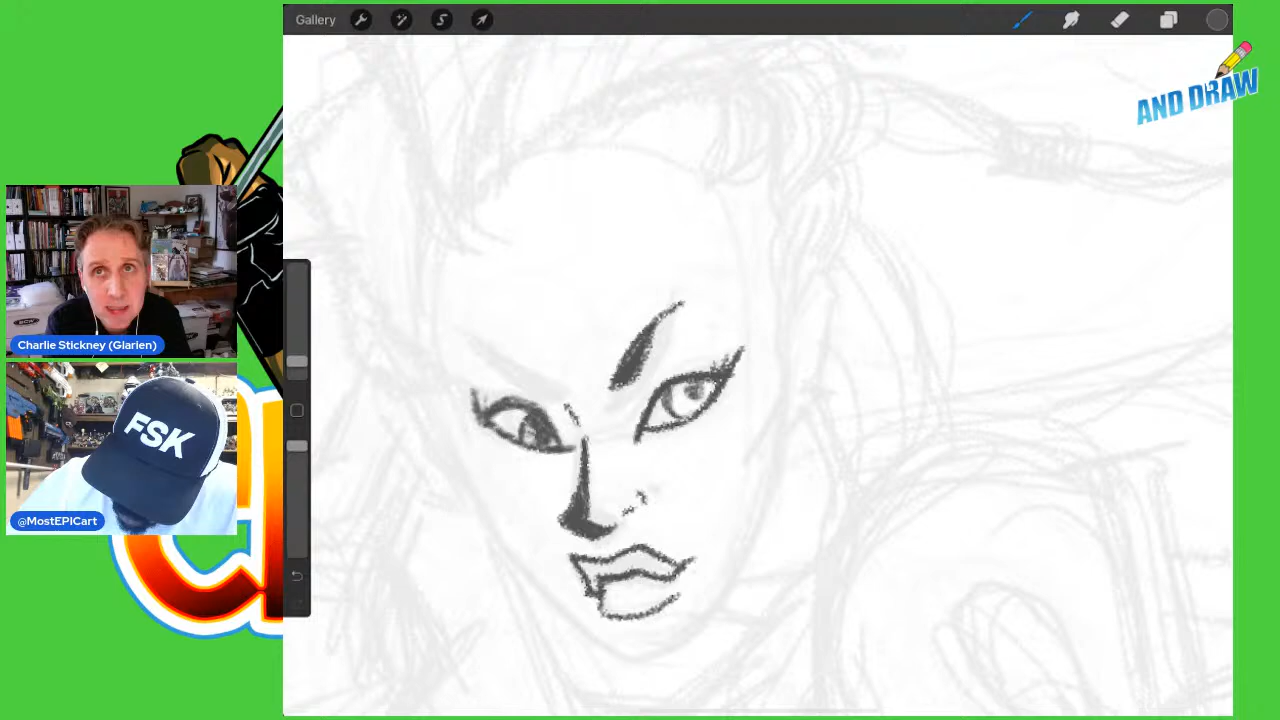 Gallery
AND DRAW
Charlie Stickney (Glarien)
FSK
@MostEPICart